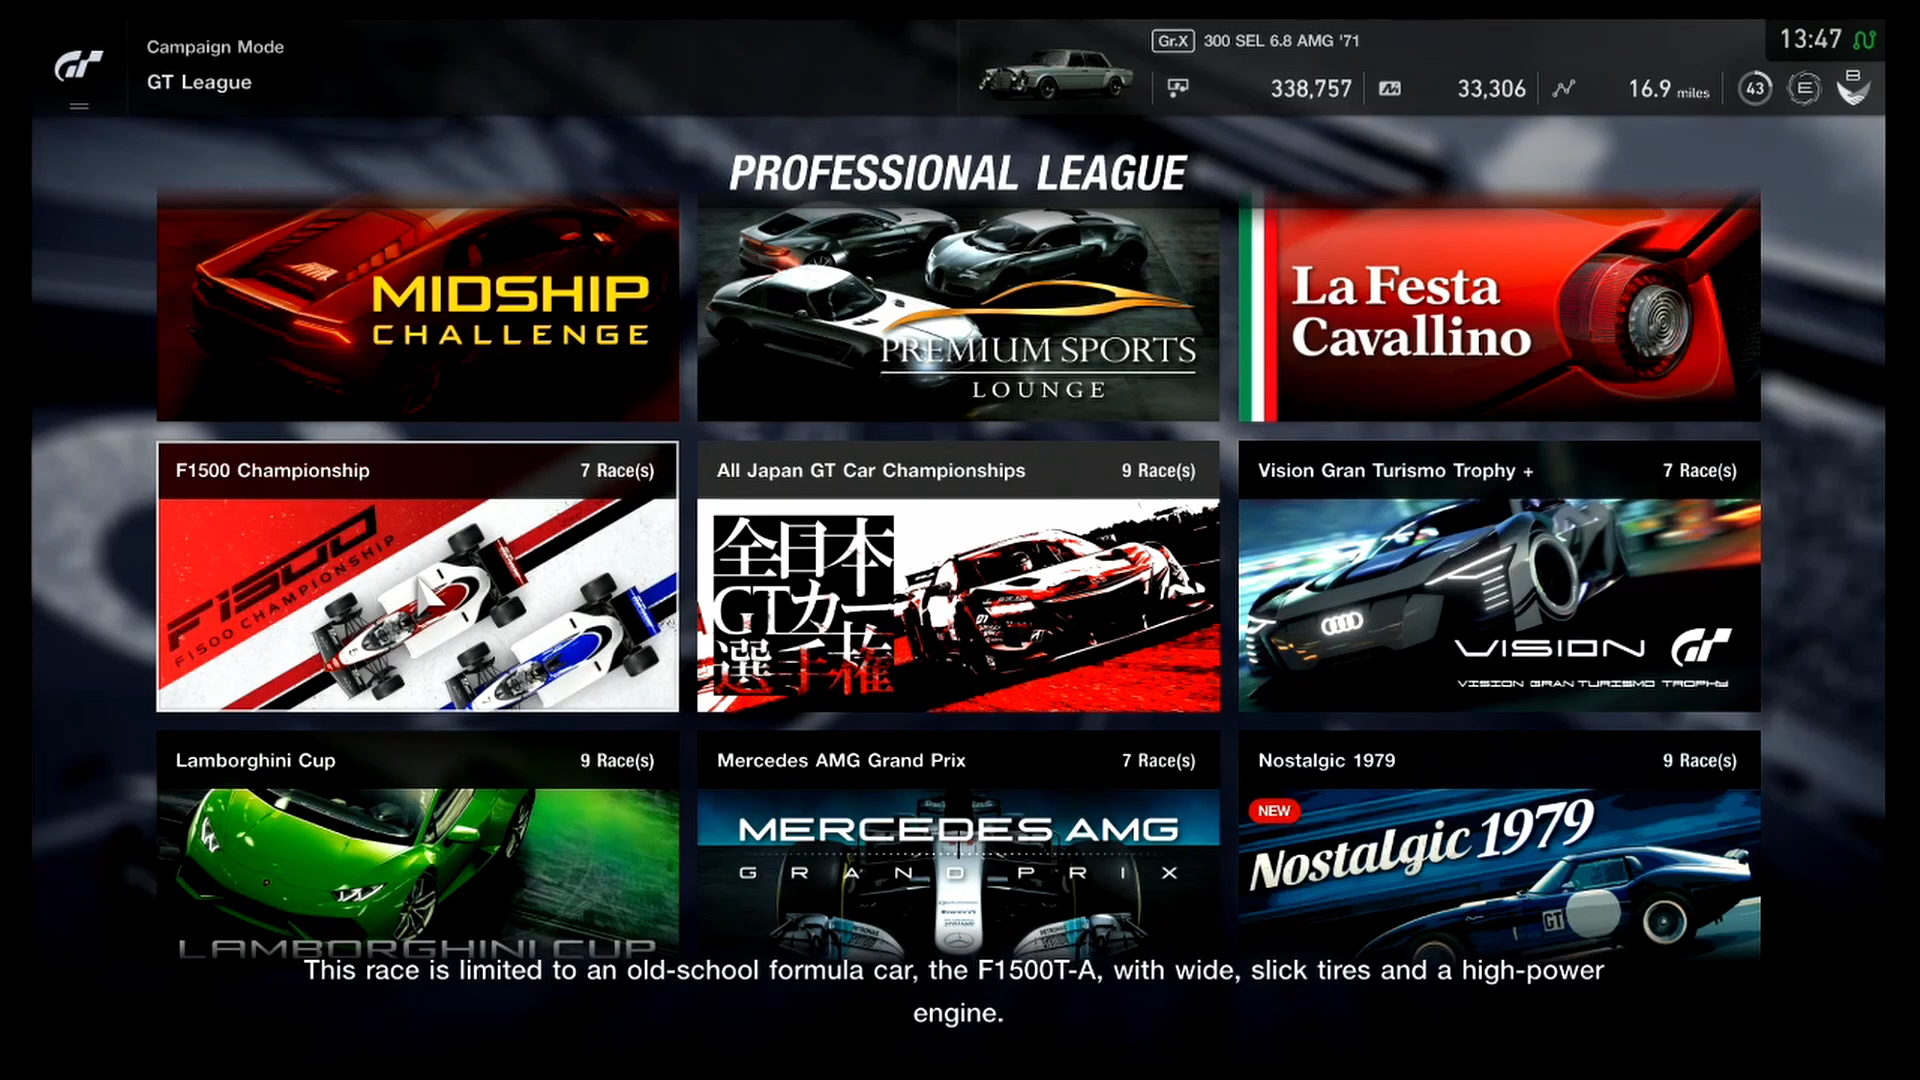 Campaign Mode
GT League
Gr.X 300 SEL 6.8 AMG '71
13:47
338,757
33,306
16.9 miles
43
E
B
PROFESSIONAL LEAGUE
MIDSHIP
CHALLENGE
PREMIUM SPORTS
LOUNGE
La Festa
Cavallino
F1500 Championship 7 Race(s)
F1500
F1500 CHAMPIONSHIP
All Japan GT Car Championships 9 Race(s)
全日本
GTカー
選手権
Vision Gran Turismo Trophy + 7 Race(s)
VISION GT
VISION GRAN TURISMO TROPHY
Lamborghini Cup 9 Race(s)
LAMBORGHINI CUP
Mercedes AMG Grand Prix 7 Race(s)
MERCEDES AMG
GRAND PRIX
Nostalgic 1979 9 Race(s)
NEW
Nostalgic 1979
GT
This race is limited to an old-school formula car, the F1500T-A, with wide, slick tires and a high-power
engine.